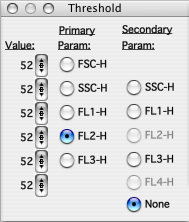 Threshold
Primary Secondary
Value: Param: Param:
52 FSC-H
52 SSC-H SSC-H
52 FL1-H FL1-H
52 FL2-H FL2-H
52 FL3-H FL3-H
52 FL4-H
None